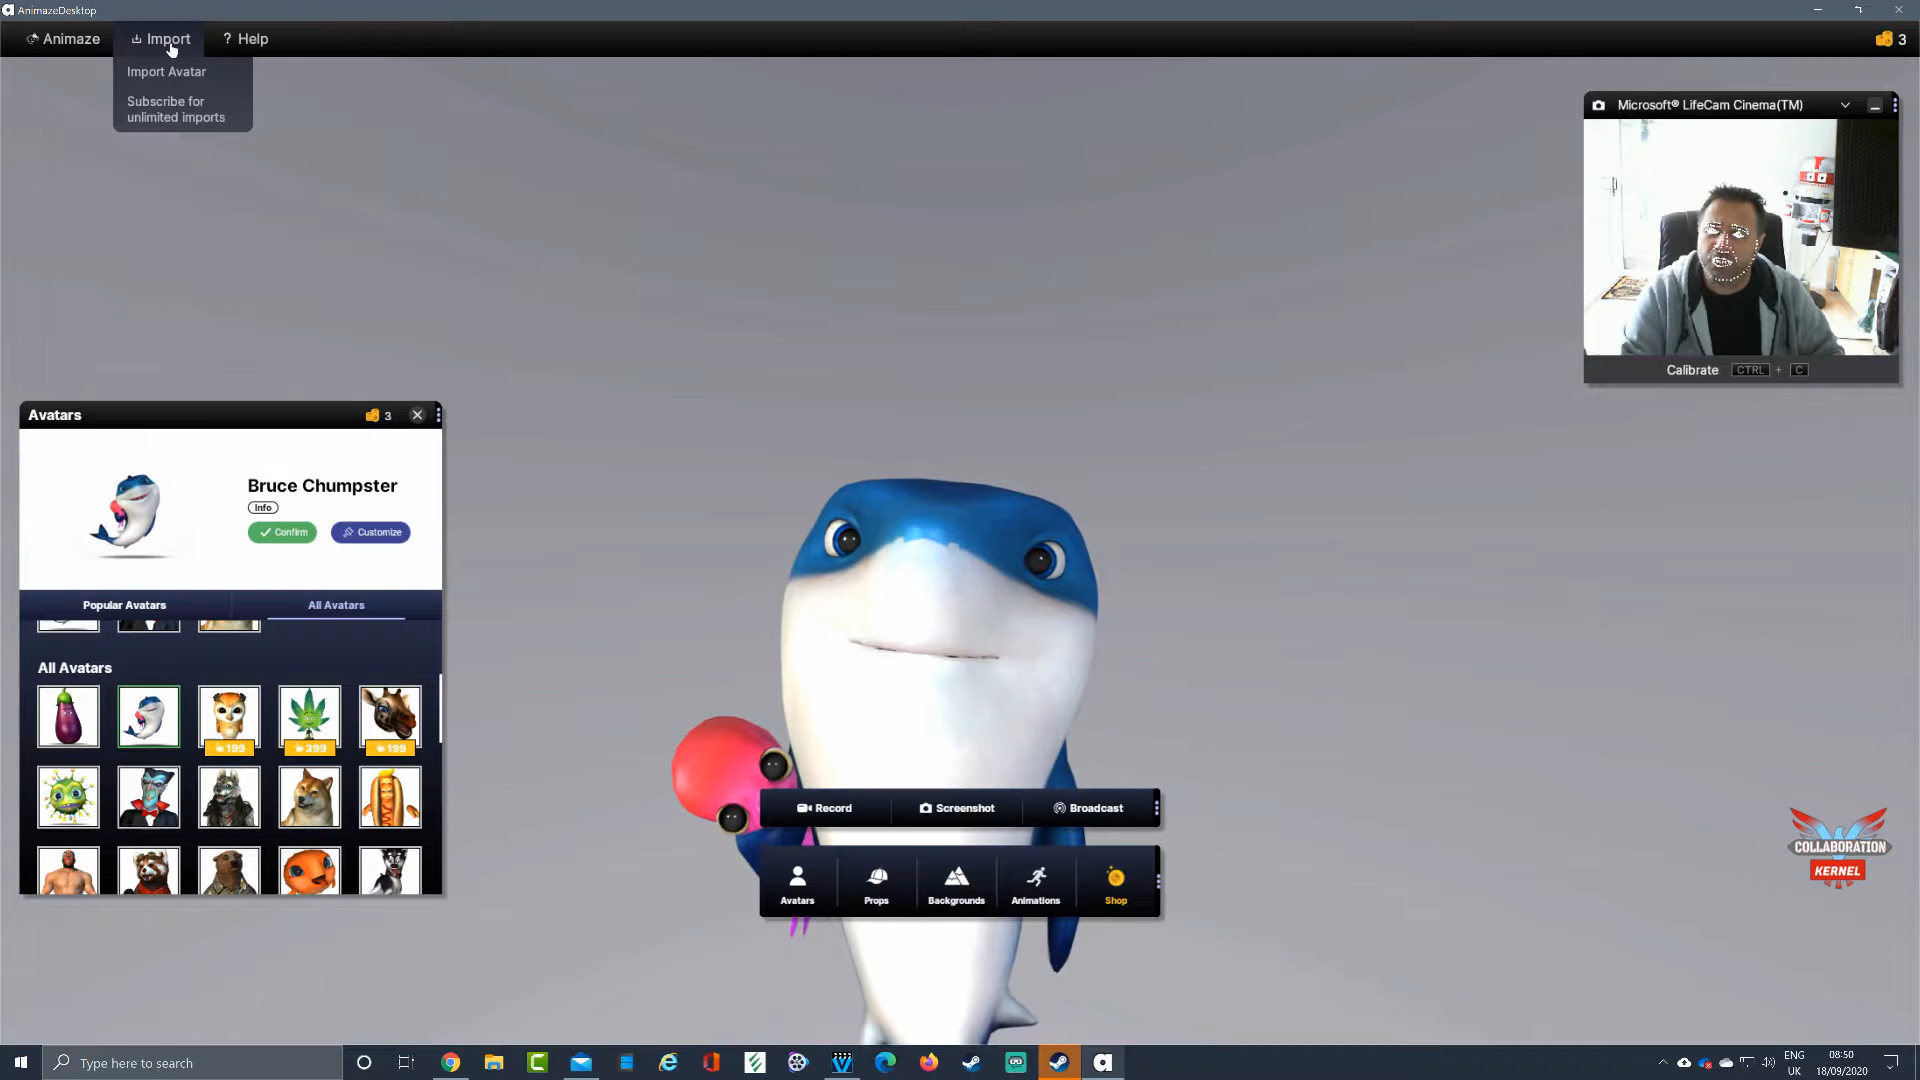 AnimazeDesktop
Animaze
Import
? Help
3
Import Avatar
Subscribe for
unlimited imports
Microsoft® LifeCam Cinema(TM)
Calibrate CTRL + C
Avatars
3
Bruce Chumpster
Info
Confirm
Customize
Popular Avatars
All Avatars
All Avatars
199
399
199
Record
Screenshot
Broadcast
Avatars
Props
Backgrounds
Animations
Shop
COLLABORATION
KERNEL
Type here to search
ENG
UK
08:50
18/09/2020